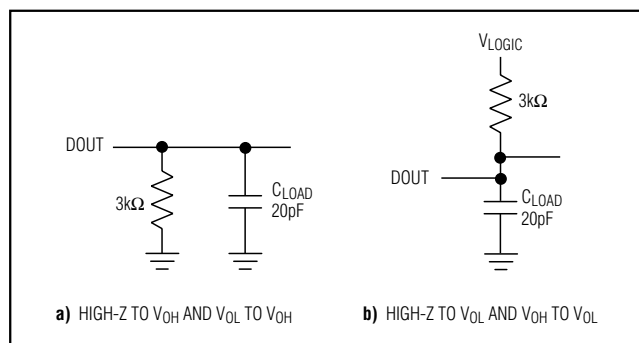 DOUT
3kΩ
CLOAD
20pF
a) HIGH-Z TO VOH AND VOL TO VOH
VLOGIC
3kΩ
DOUT
CLOAD
20pF
b) HIGH-Z TO VOL AND VOH TO VOL